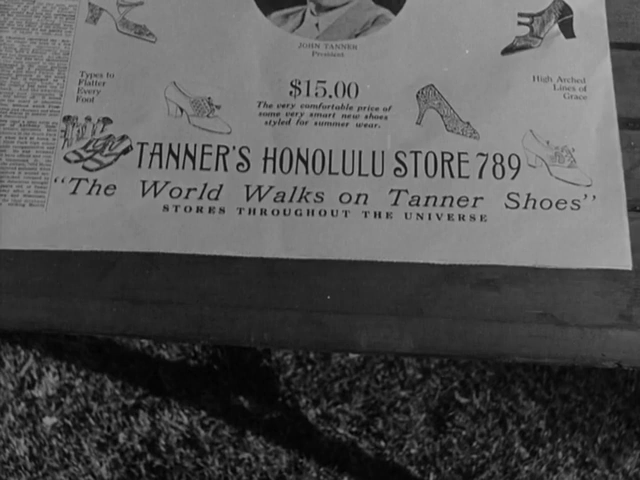 JOHN TANNER
President
Types to
Flatter
Every
Foot
$15.00
The very comfortable price of
some very smart new shoes
styled for summer wear.
High Arched
Lines of
Grace
TANNER'S HONOLULU STORE 789
"The World Walks on Tanner Shoes"
STORES THROUGHOUT THE UNIVERSE